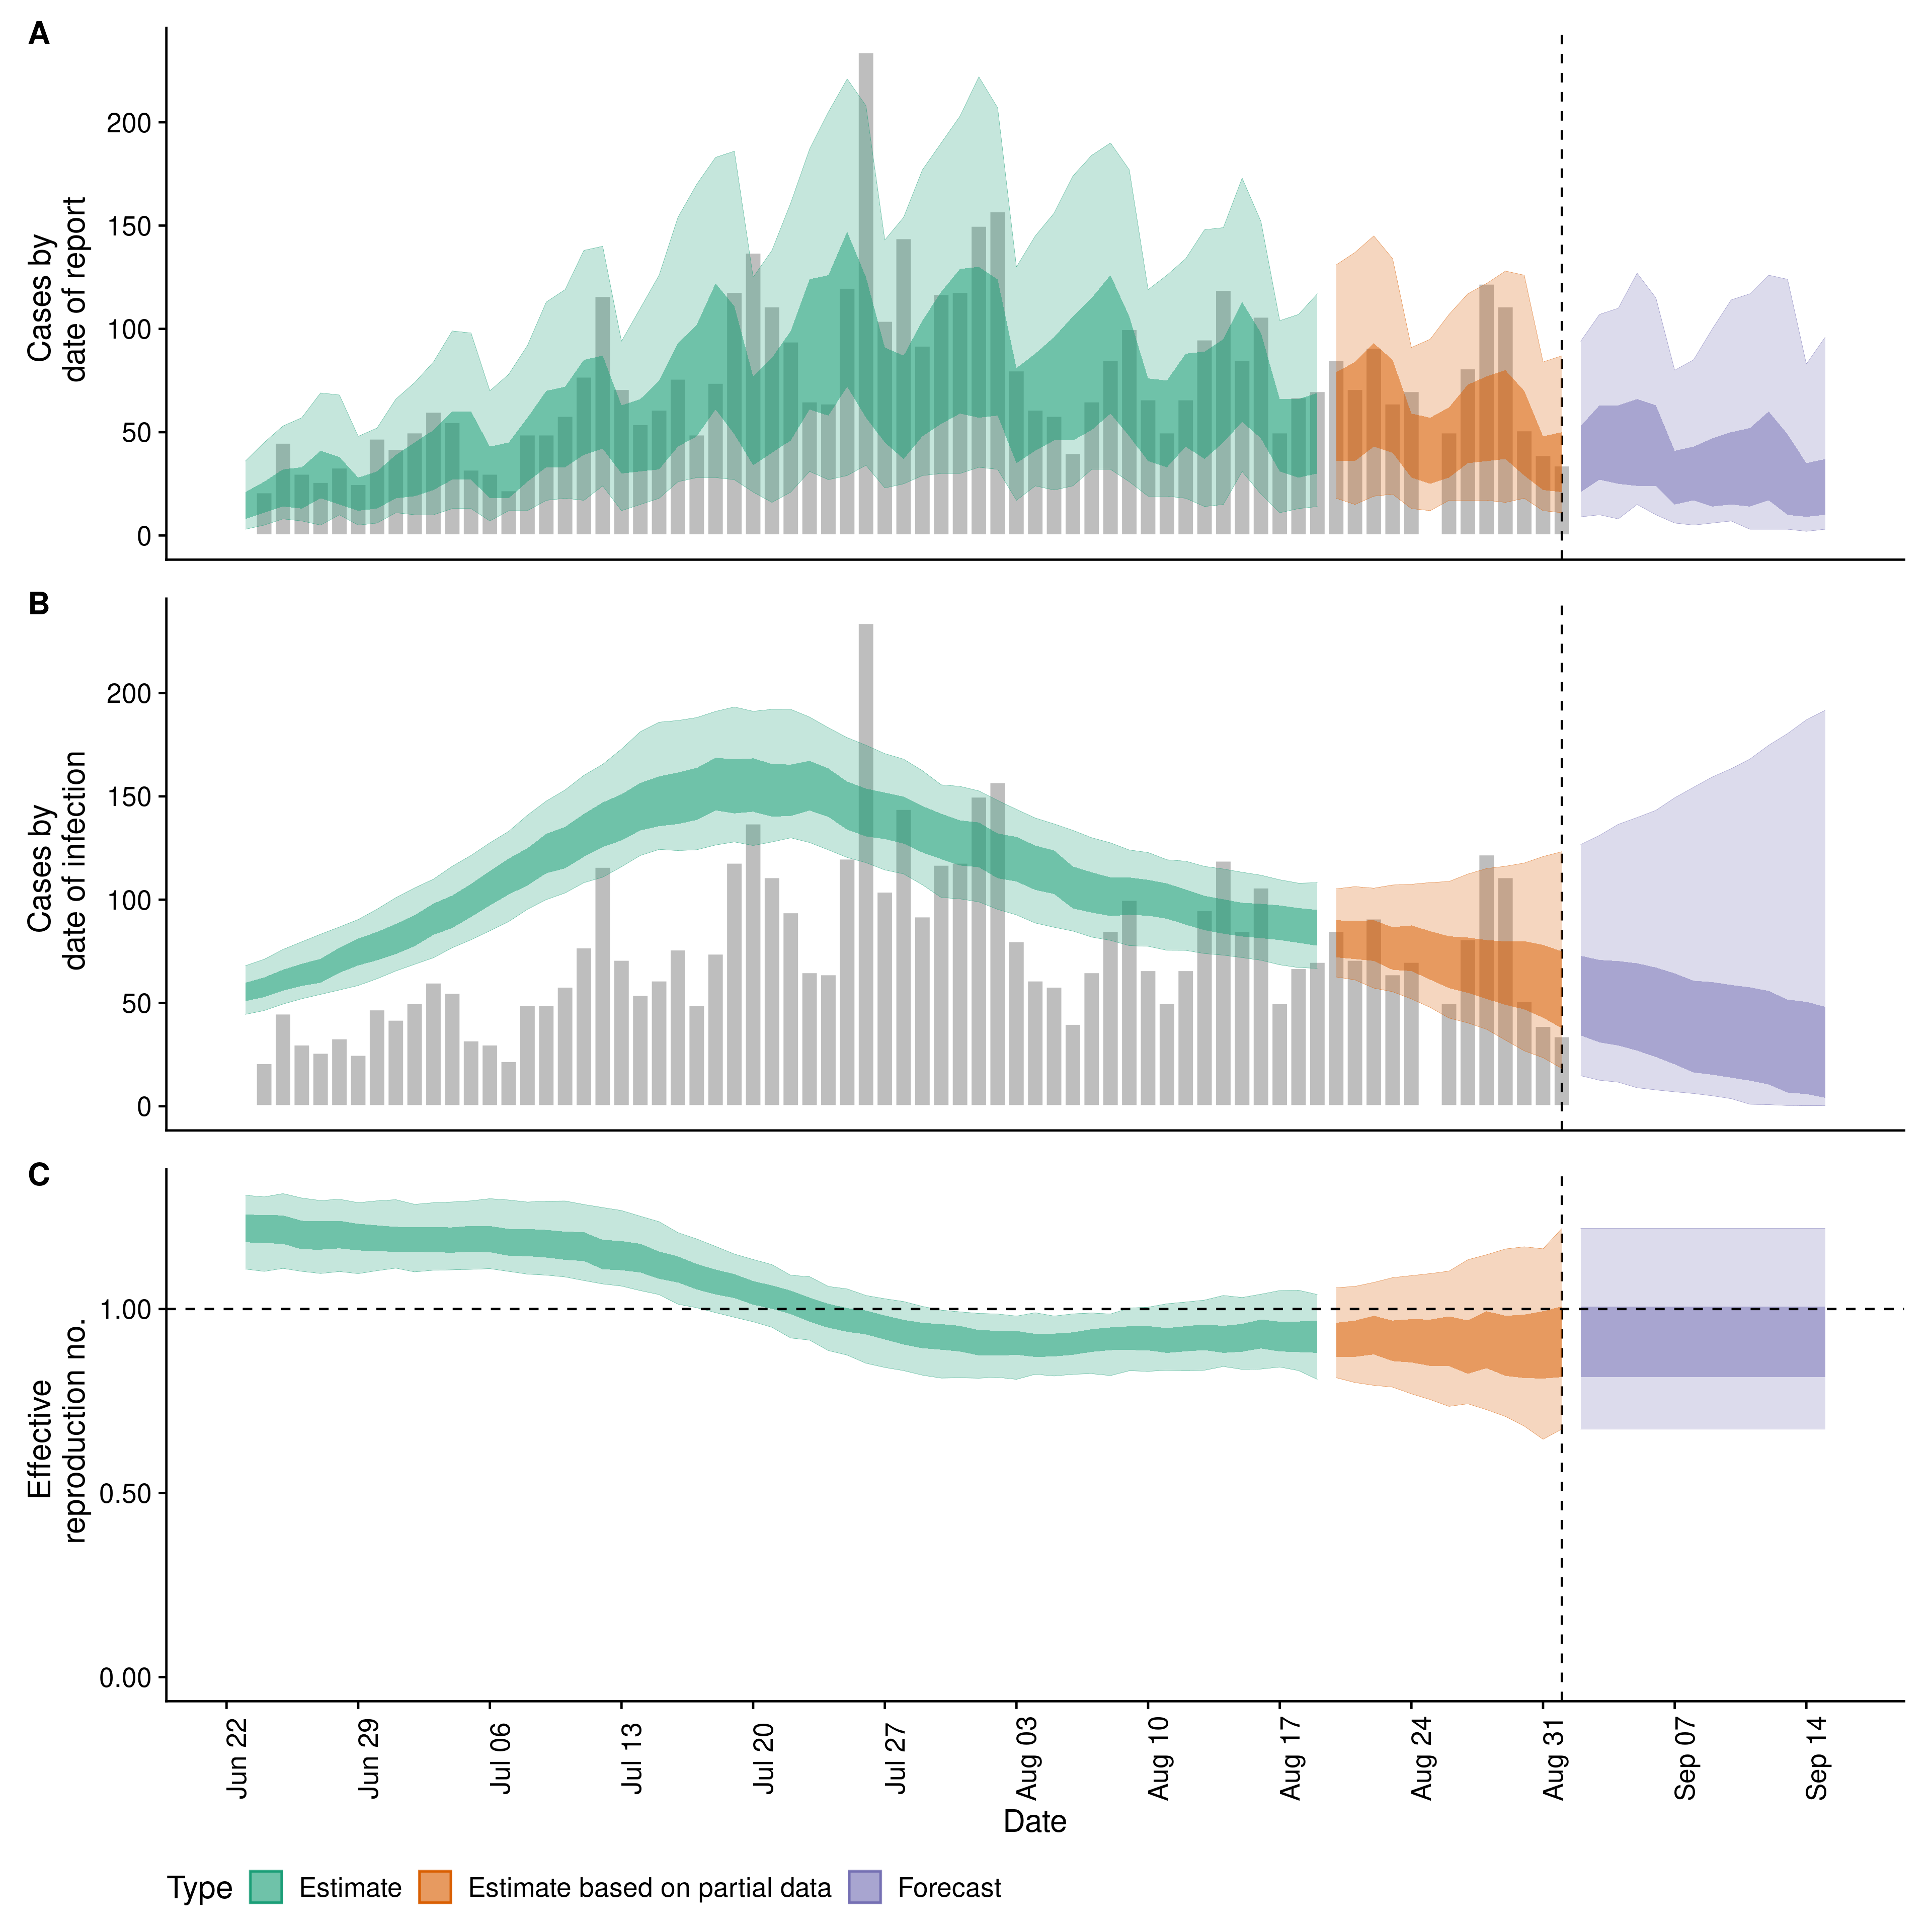 A
Cases by
date of report
200
150
100
50
0
B
Cases by
date of infection
200
150
100
50
0
C
Effective
reproduction no.
1.00
0.50
0.00
Jun 22
Jun 29
Jul 06
Jul 13
Jul 20
Jul 27
Aug 03
Aug 10
Aug 17
Aug 24
Aug 31
Sep 07
Sep 14
Date
Type Estimate Estimate based on partial data Forecast